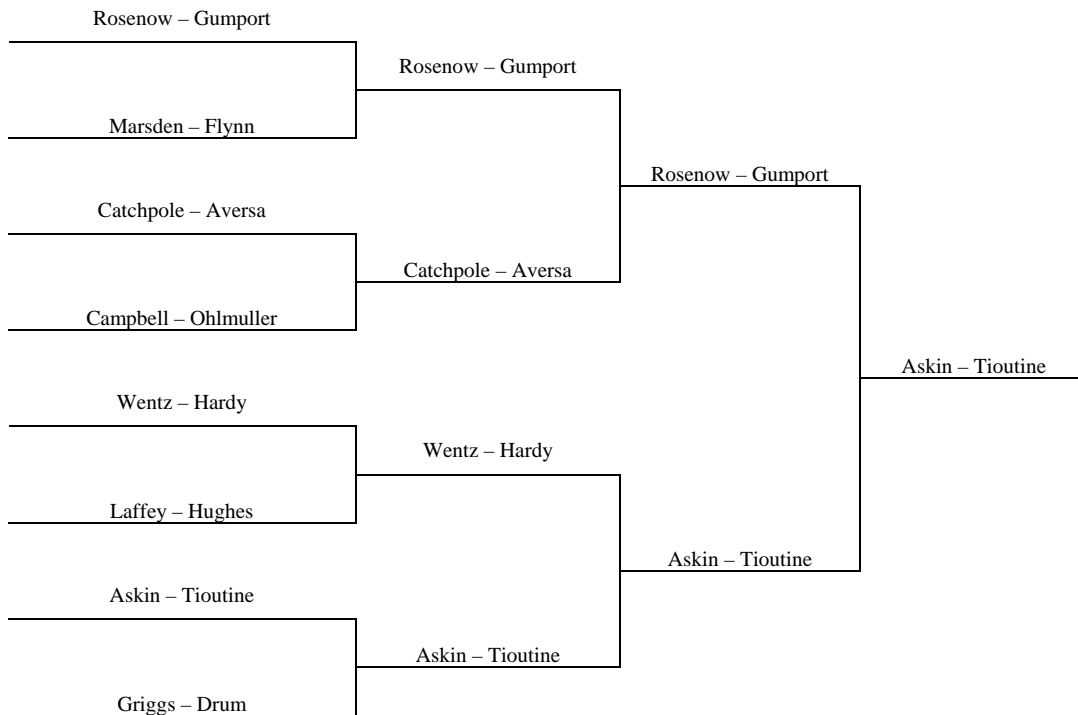 Rosenow – Gumport
Rosenow – Gumport
Marsden – Flynn
Rosenow – Gumport
Catchpole – Aversa
Catchpole – Aversa
Campbell – Ohlmuller
Askin – Tioutine
Wentz – Hardy
Wentz – Hardy
Laffey – Hughes
Askin – Tioutine
Askin – Tioutine
Askin – Tioutine
Griggs – Drum